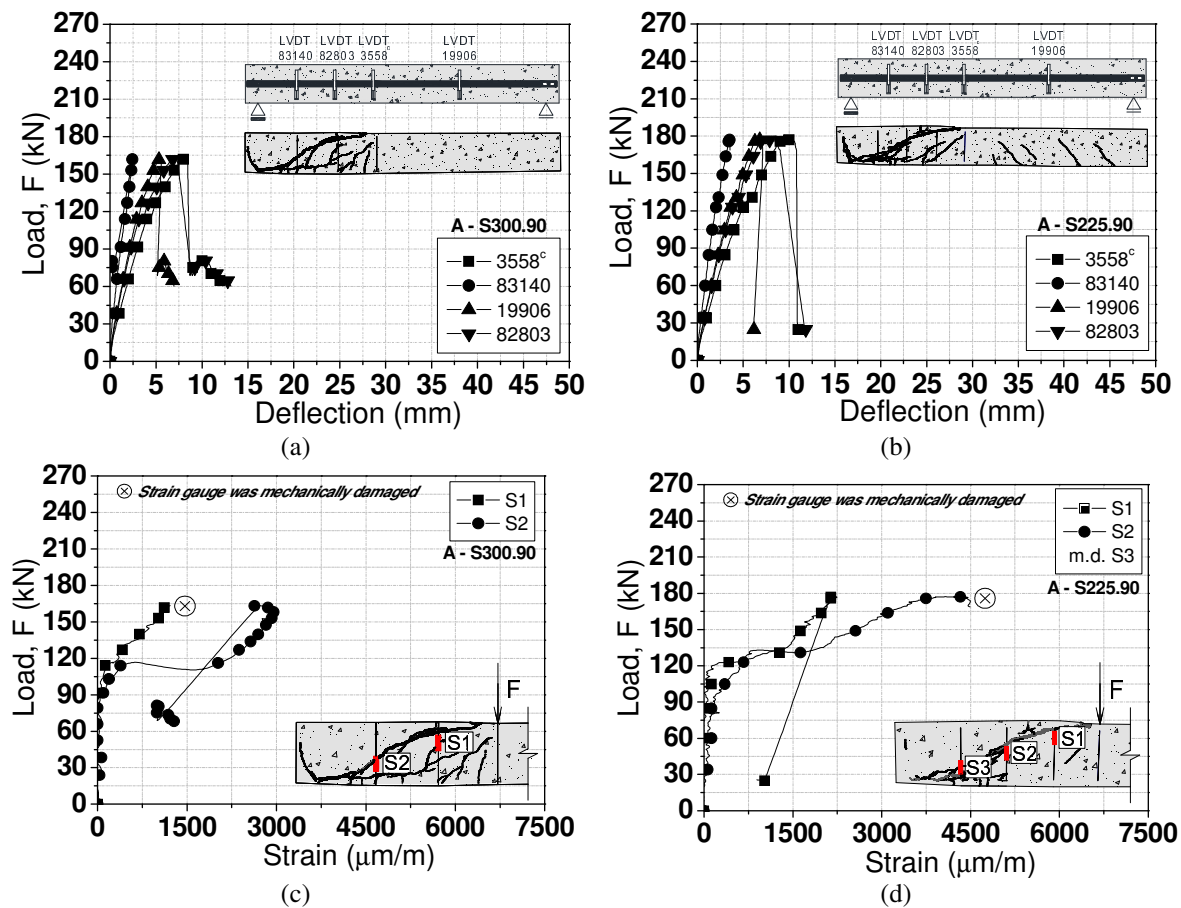 270
240
210
180
150
120
90
60
30
0
Load, F (kN)
LVDT LVDT LVDT LVDT
83140 82803 3558c 19906
A - S300.90
3558c
83140
19906
82803
0 5 10 15 20 25 30 35 40 45 50
Deflection (mm)
(a)
270
240
210
180
150
120
90
60
30
0
Load, F (kN)
LVDT LVDT LVDT LVDT
83140 82803 3558c 19906
A - S225.90
3558c
83140
19906
82803
0 5 10 15 20 25 30 35 40 45 50
Deflection (mm)
(b)
270
240
210
180
150
120
90
60
30
0
Load, F (kN)
Strain gauge was mechanically damaged
S1
S2
A - S300.90
F
S1
S2
0 1500 3000 4500 6000 7500
Strain (μm/m)
(c)
270
240
210
180
150
120
90
60
30
0
Load, F (kN)
Strain gauge was mechanically damaged
S1
S2
m.d. S3
A - S225.90
F
S1
S2
S3
0 1500 3000 4500 6000 7500
Strain (μm/m)
(d)